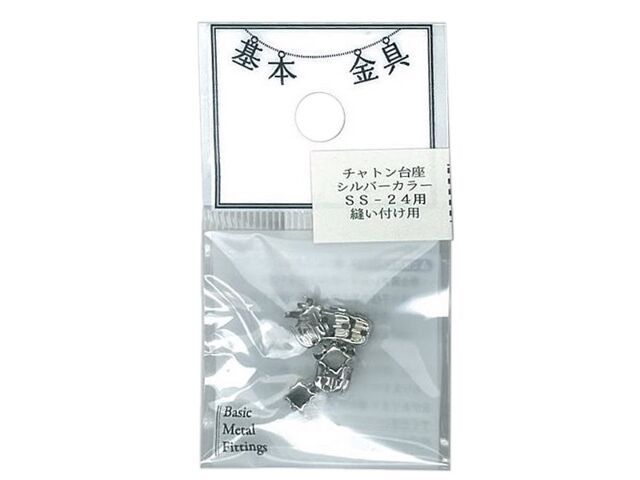 基本 金具
チャトン台座
シルバーカラー
SS-24用
縫い付け用
Basic
Metal
Fittings